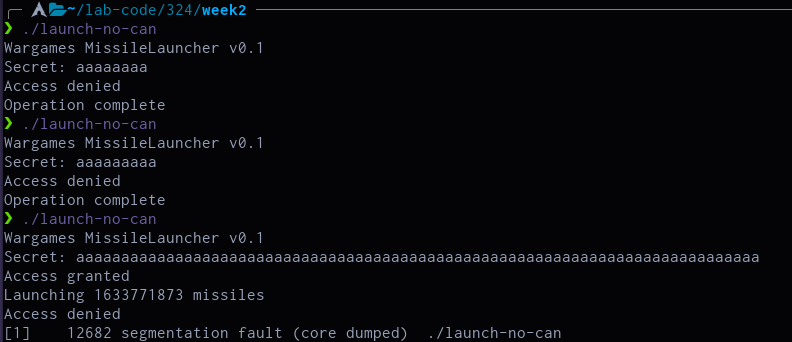 ~/lab-code/324/week2
❯ ./launch-no-can
Wargames MissileLauncher v0.1
Secret: aaaaaaaa
Access denied
Operation complete
❯ ./launch-no-can
Wargames MissileLauncher v0.1
Secret: aaaaaaaaa
Access denied
Operation complete
❯ ./launch-no-can
Wargames MissileLauncher v0.1
Secret: aaaaaaaaaaaaaaaaaaaaaaaaaaaaaaaaaaaaaaaaaaaaaaaaaaaaaaaaaaaaaaaaaaaaaaaaaaaa
Access granted
Launching 1633771873 missiles
Access denied
[1]    12682 segmentation fault (core dumped)  ./launch-no-can